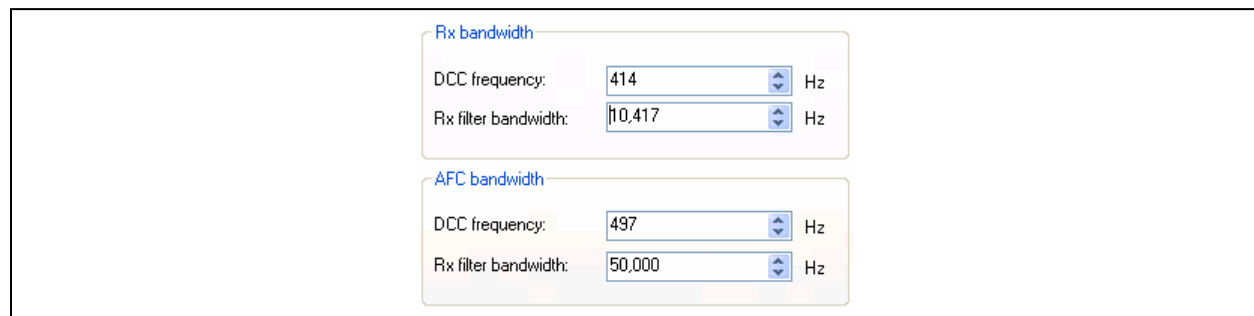 Rx bandwidth
DCC frequency: 414 Hz
Rx filter bandwidth: 10,417 Hz
AFC bandwidth
DCC frequency: 497 Hz
Rx filter bandwidth: 50,000 Hz